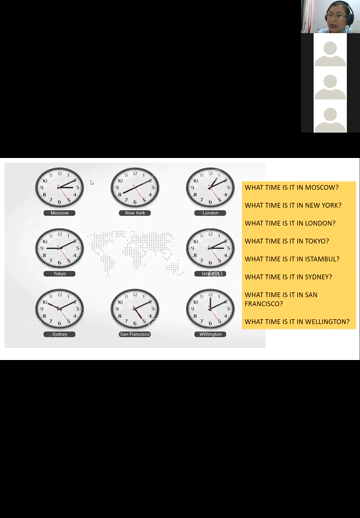 Moscow
New York
London
Tokyo
Istanbul
Sydney
San Francisco
Wellington
WHAT TIME IS IT IN MOSCOW?
WHAT TIME IS IT IN NEW YORK?
WHAT TIME IS IT IN LONDON?
WHAT TIME IS IT IN TOKYO?
WHAT TIME IS IT IN ISTAMBUL?
WHAT TIME IS IT IN SYDNEY?
WHAT TIME IS IT IN SAN
FRANCISCO?
WHAT TIME IS IT IN WELLINGTON?